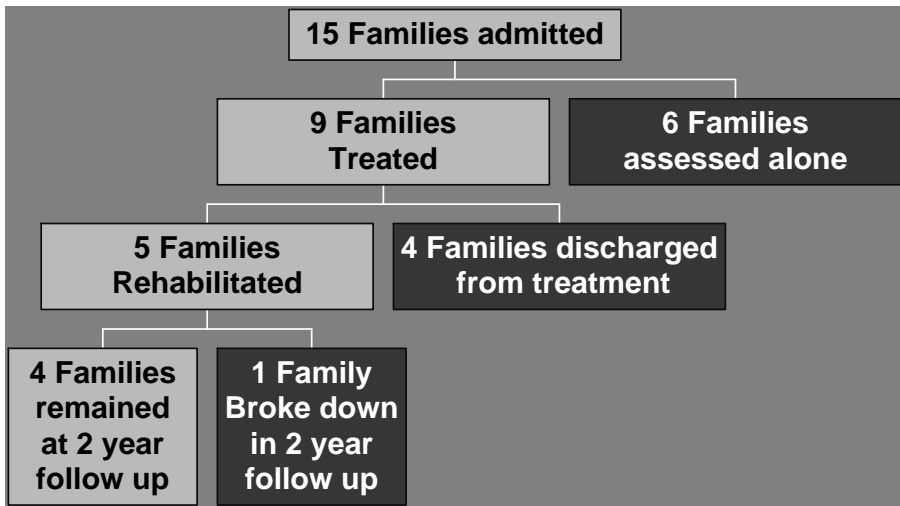 15 Families admitted
9 Families
Treated
6 Families
assessed alone
5 Families
Rehabilitated
4 Families discharged
from treatment
4 Families
remained
at 2 year
follow up
1 Family
Broke down
in 2 year
follow up